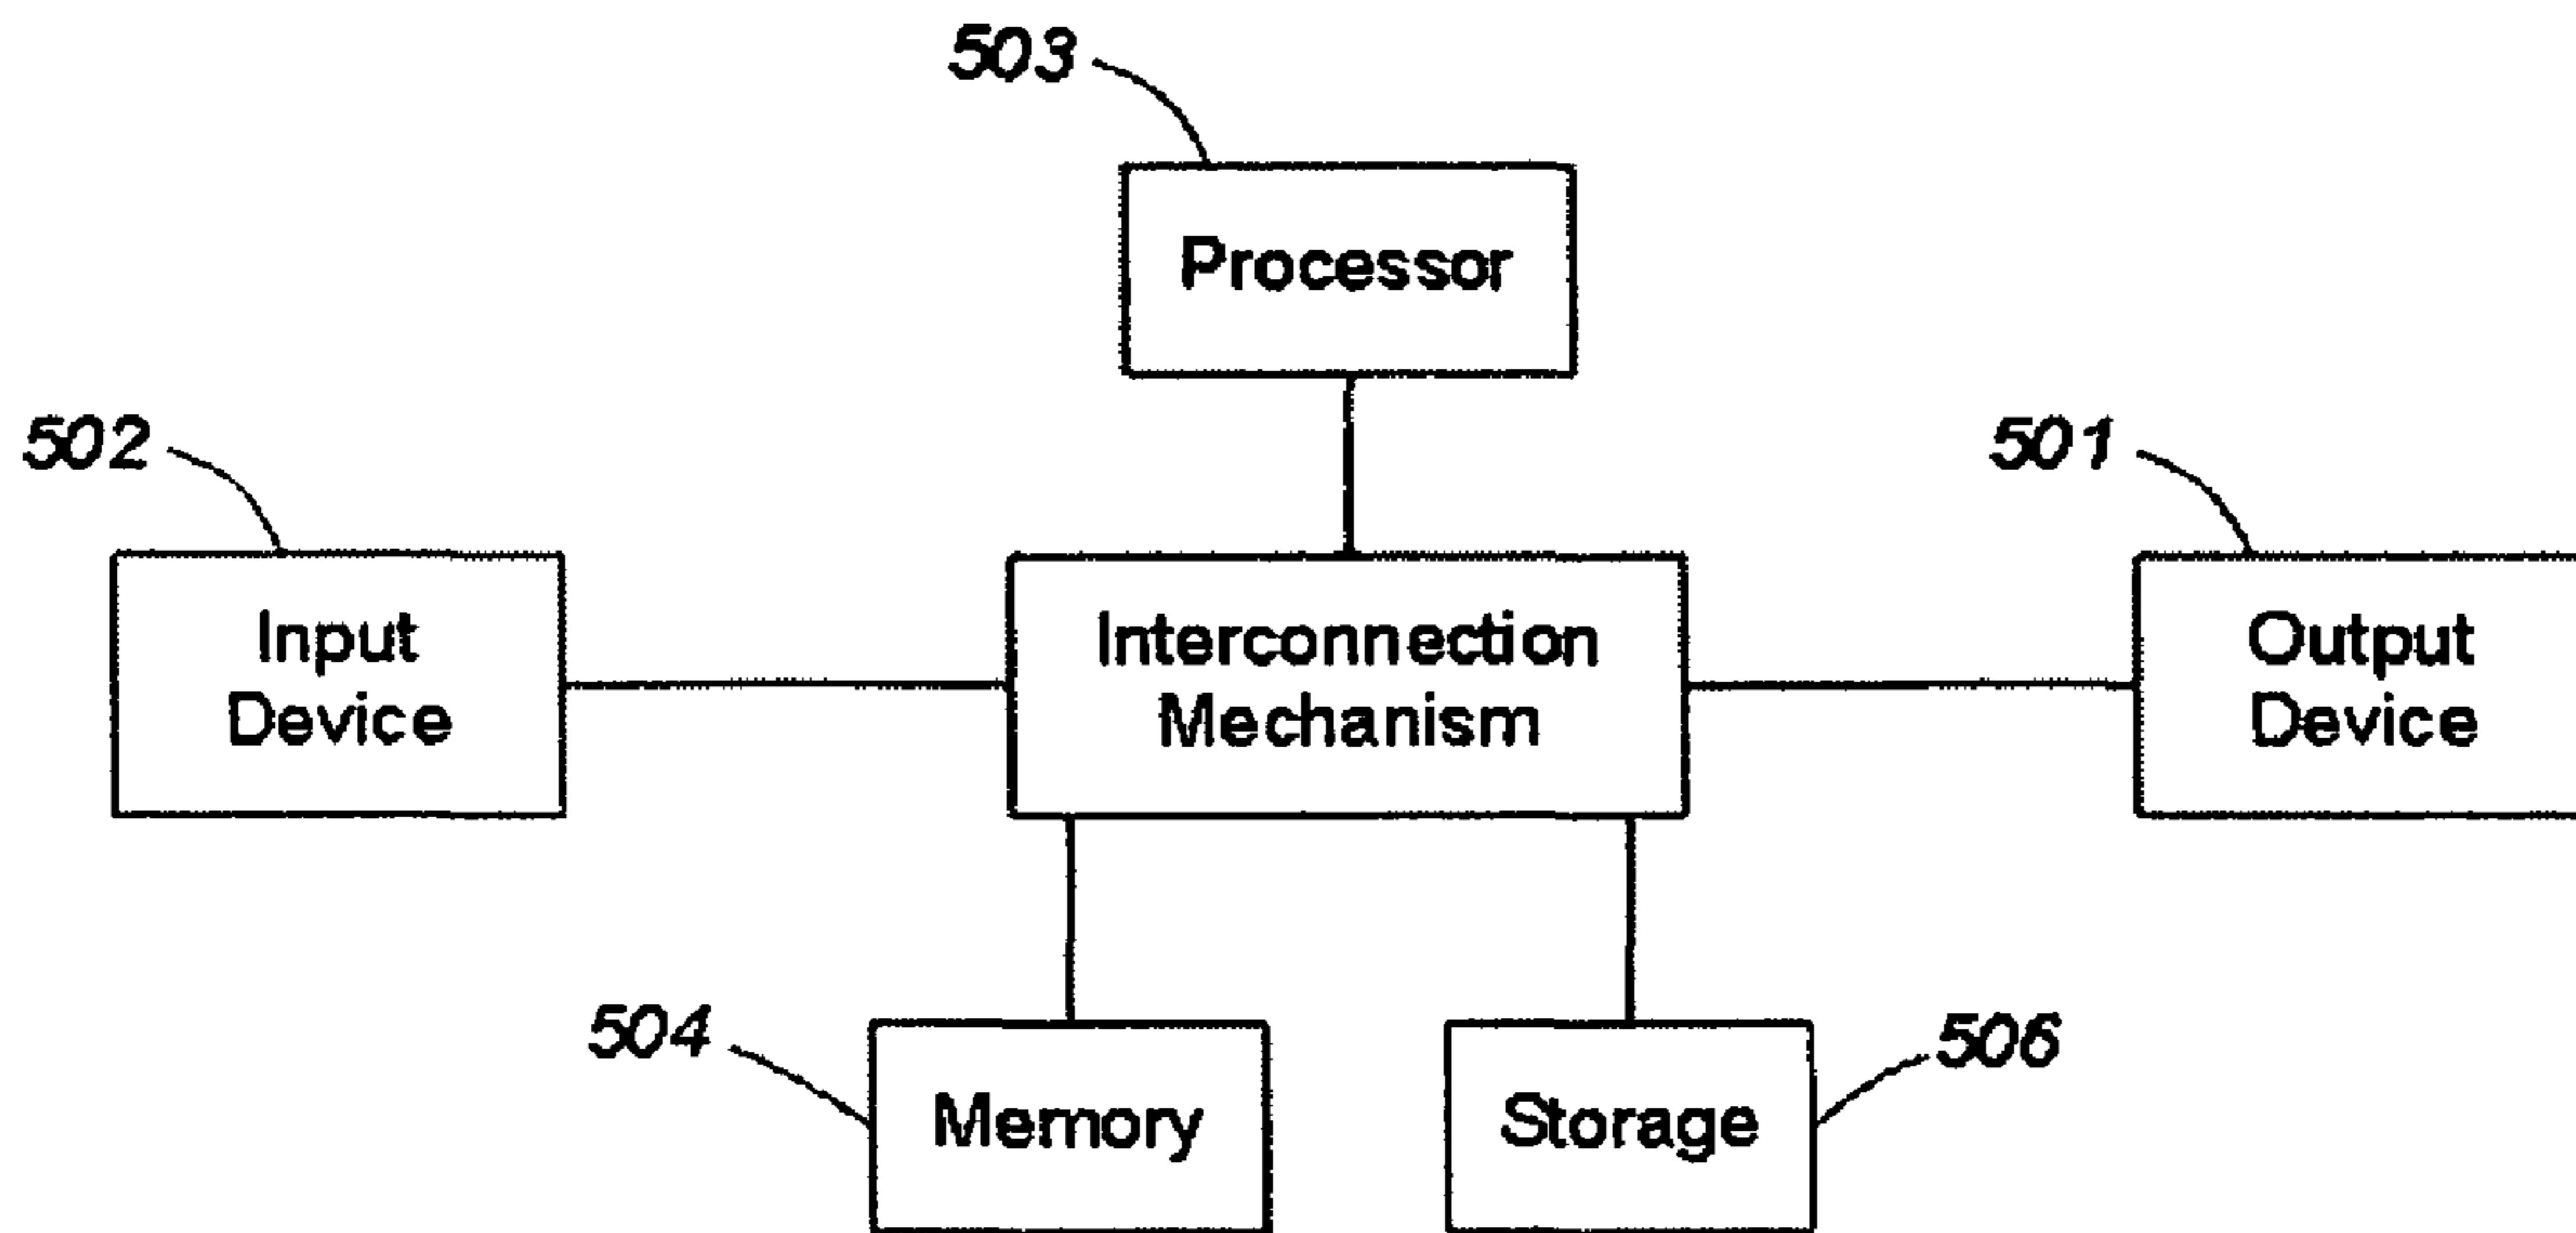 503
Processor
502
501
Input
Device
Interconnection
Mechanism
Output
Device
504
506
Memory
Storage